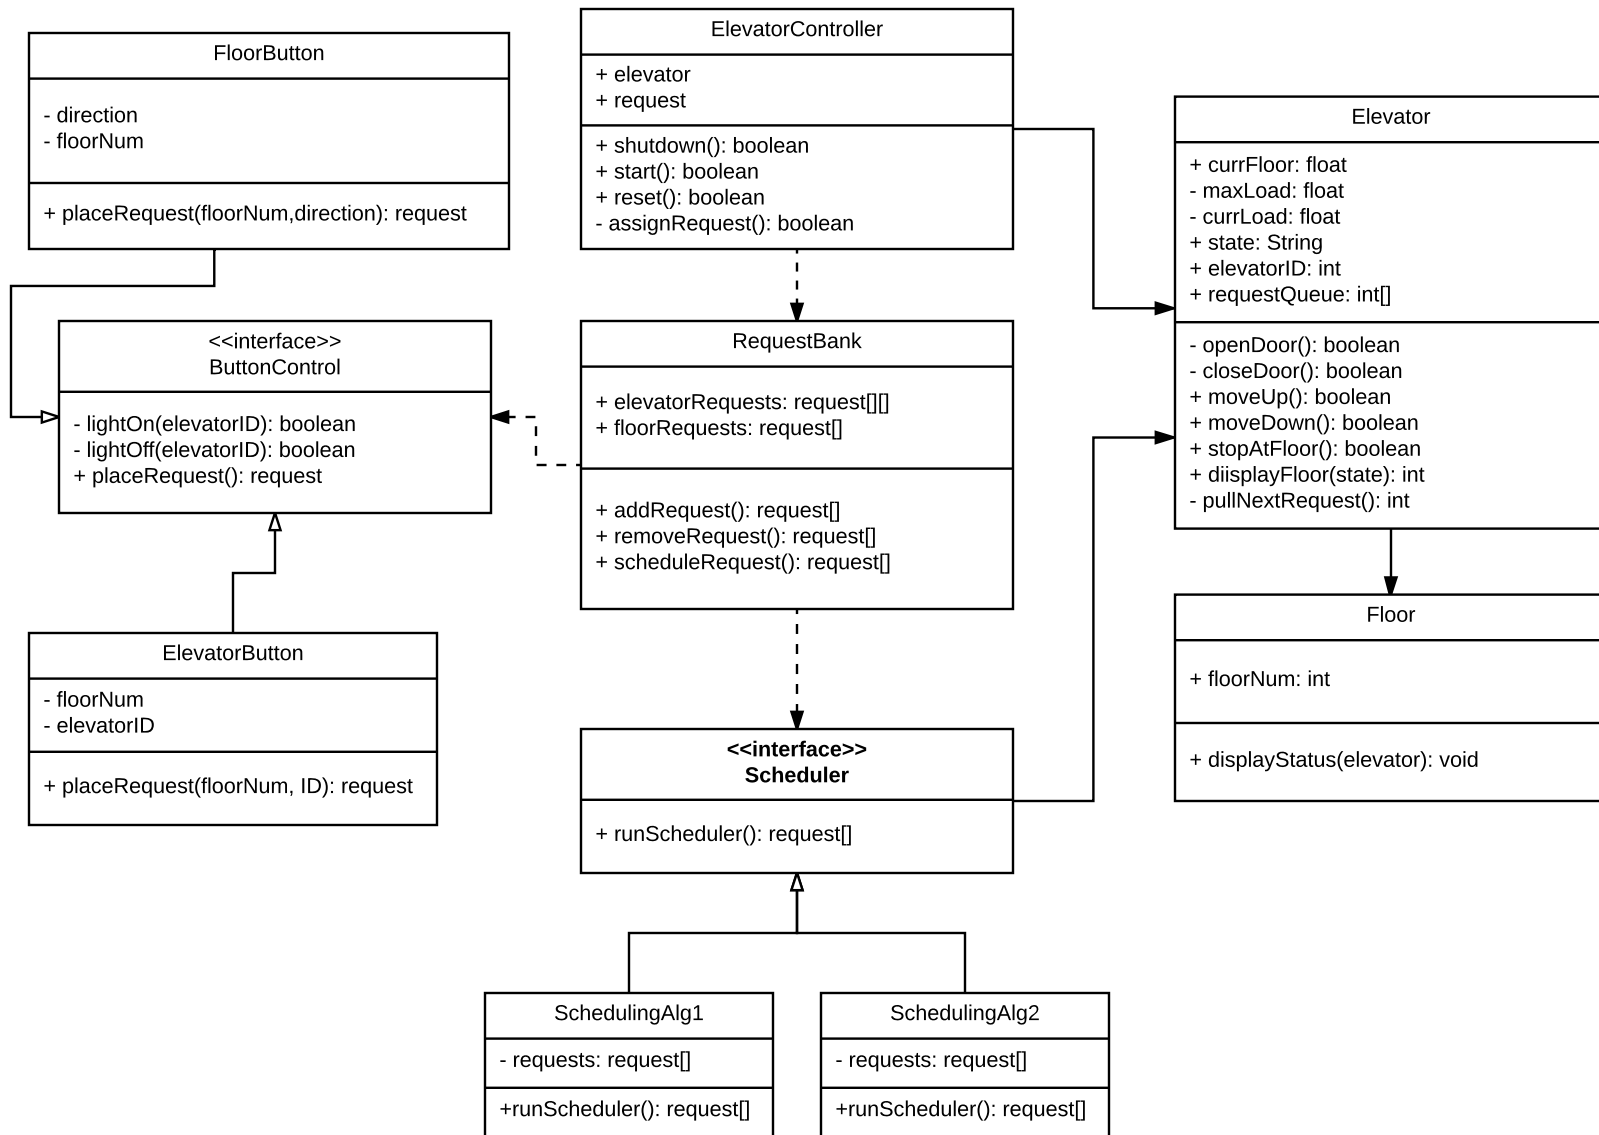 FloorButton
- direction
- floorNum
+ placeRequest(floorNum,direction): request
ElevatorController
+ elevator
+ request
+ shutdown(): boolean
+ start(): boolean
+ reset(): boolean
- assignRequest(): boolean
Elevator
+ currFloor: float
- maxLoad: float
- currLoad: float
+ state: String
+ elevatorID: int
+ requestQueue: int[]
- openDoor(): boolean
- closeDoor(): boolean
+ moveUp(): boolean
+ moveDown(): boolean
+ stopAtFloor(): boolean
+ diisplayFloor(state): int
- pullNextRequest(): int
<<interface>>
ButtonControl
- lightOn(elevatorID): boolean
- lightOff(elevatorID): boolean
+ placeRequest(): request
RequestBank
+ elevatorRequests: request[][]
+ floorRequests: request[]
+ addRequest(): request[]
+ removeRequest(): request[]
+ scheduleRequest(): request[]
Floor
+ floorNum: int
+ displayStatus(elevator): void
ElevatorButton
- floorNum
- elevatorID
+ placeRequest(floorNum, ID): request
<<interface>>
Scheduler
+ runScheduler(): request[]
SchedulingAlg1
- requests: request[]
+runScheduler(): request[]
SchedulingAlg2
- requests: request[]
+runScheduler(): request[]